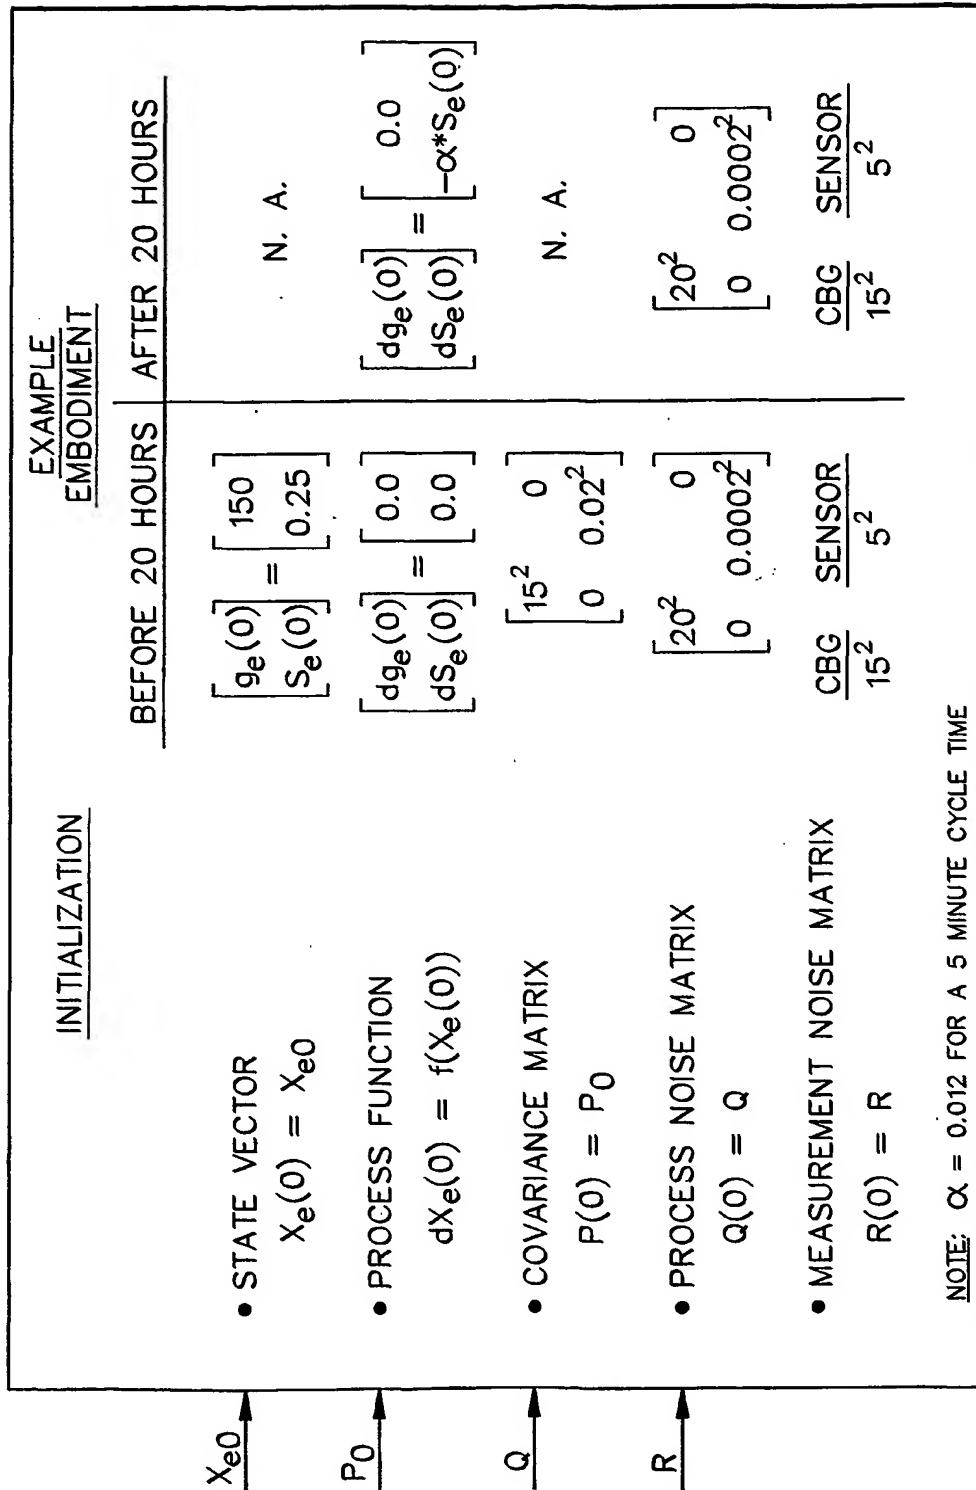 INITIALIZATION
EXAMPLE
EMBODIMENT
BEFORE 20 HOURS
AFTER 20 HOURS
X_e0
P_0
Q
R
• STATE VECTOR
X_e(0) = X_e0
[g_e(0) S_e(0)] = [150 0.25]
N. A.
• PROCESS FUNCTION
dX_e(0) = f(X_e(0))
[dg_e(0) dS_e(0)] = [0.0 0.0]
[dg_e(0) dS_e(0)] = [0.0 -α*S_e(0)]
• COVARIANCE MATRIX
P(0) = P_0
[15² 0
0 0.02²]
N. A.
• PROCESS NOISE MATRIX
Q(0) = Q
[20² 0
0 0.0002²]
[20² 0
0 0.0002²]
• MEASUREMENT NOISE MATRIX
R(0) = R
CBG SENSOR
15² 5²
CBG SENSOR
15² 5²
NOTE: α = 0.012 FOR A 5 MINUTE CYCLE TIME